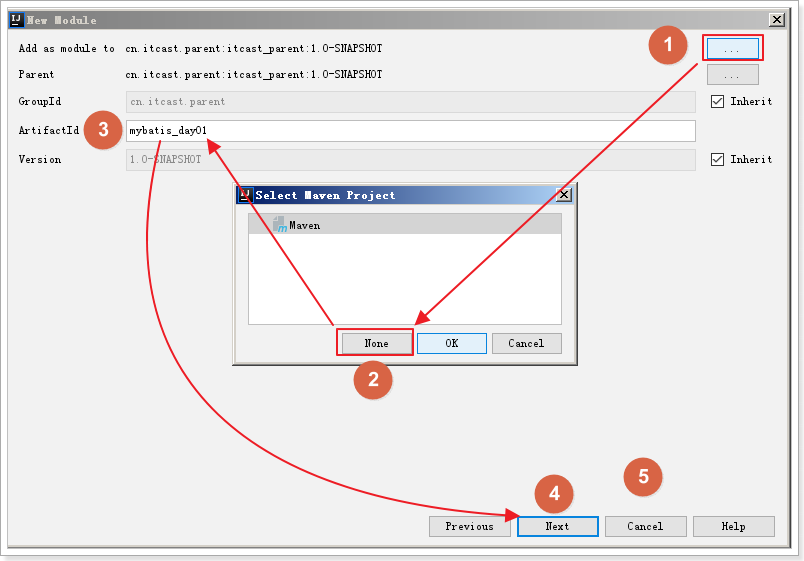 New Module
Add as module to cn.itcast.parent:itcast_parent:1.0-SNAPSHOT ...
1
Parent cn.itcast.parent:itcast_parent:1.0-SNAPSHOT ...
GroupId cn.itcast.parent Inherit
ArtifactId 3 mybatis_day01
Version 1.0-SNAPSHOT Inherit
Select Maven Project
Maven
None OK Cancel
2
5
4
Previous Next Cancel Help